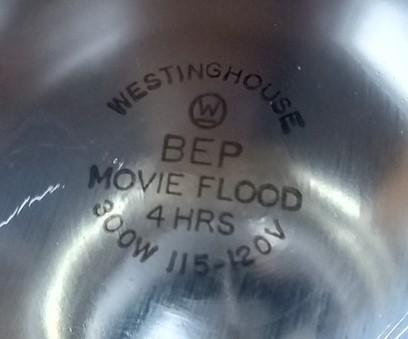 WESTINGHOUSE
W
BEP
MOVIE FLOOD
4 HRS
300W 115-120V